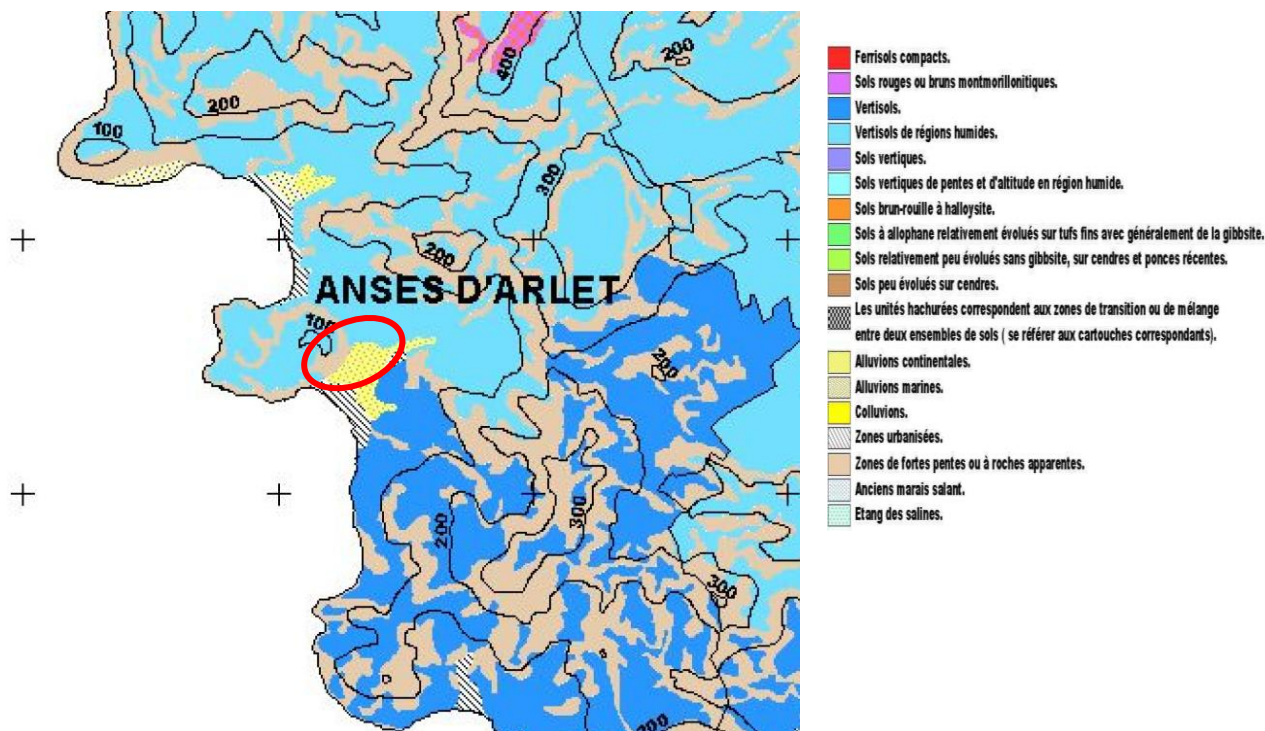 400
200
200
100
300
200
ANSES D'ARLET
100
200
200
300
300
200
Ferrisols compacts.
Sols rouges ou bruns montmorillonitiques.
Vertisols.
Vertisols de régions humides.
Sols vertiques.
Sols vertiques de pentes et d'altitude en région humide.
Sols brun-rouille à halloysite.
Sols à allophane relativement évolués sur tufs fins avec généralement de la gibbsite.
Sols relativement peu évolués sans gibbsite, sur cendres et ponces récentes.
Sols peu évolués sur cendres.
Les unités hachurées correspondent aux zones de transition ou de mélange
entre deux ensembles de sols ( se référer aux cartouches correspondants).
Alluvions continentales.
Alluvions marines.
Colluvions.
Zones urbanisées.
Zones de fortes pentes ou à roches apparentes.
Anciens marais salant.
Etang des salines.